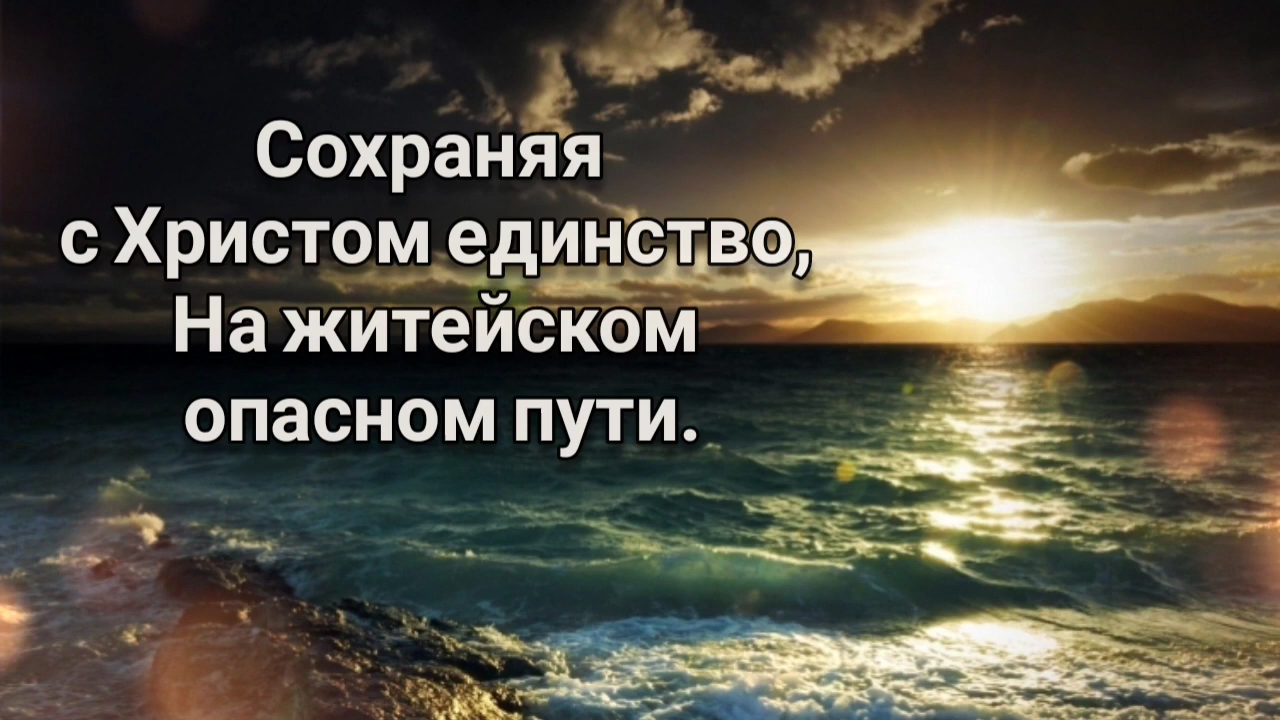 Сохраняя
с Христом единство,
На житейском
опасном пути.